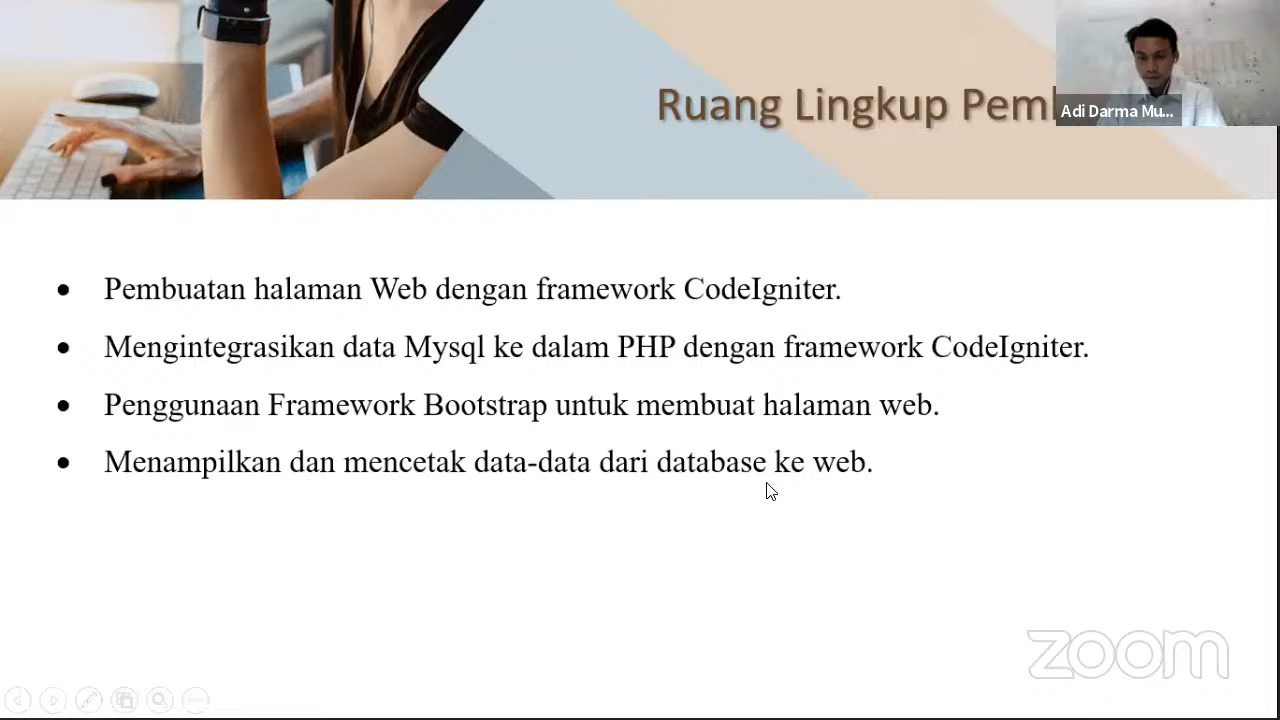 Ruang Lingkup
Adi Darma Mu...
• Pembuatan halaman Web dengan framework CodeIgniter.
• Mengintegrasikan data Mysql ke dalam PHP dengan framework CodeIgniter.
• Penggunaan Framework Bootstrap untuk membuat halaman web.
• Menampilkan dan mencetak data-data dari database ke web.
zoom